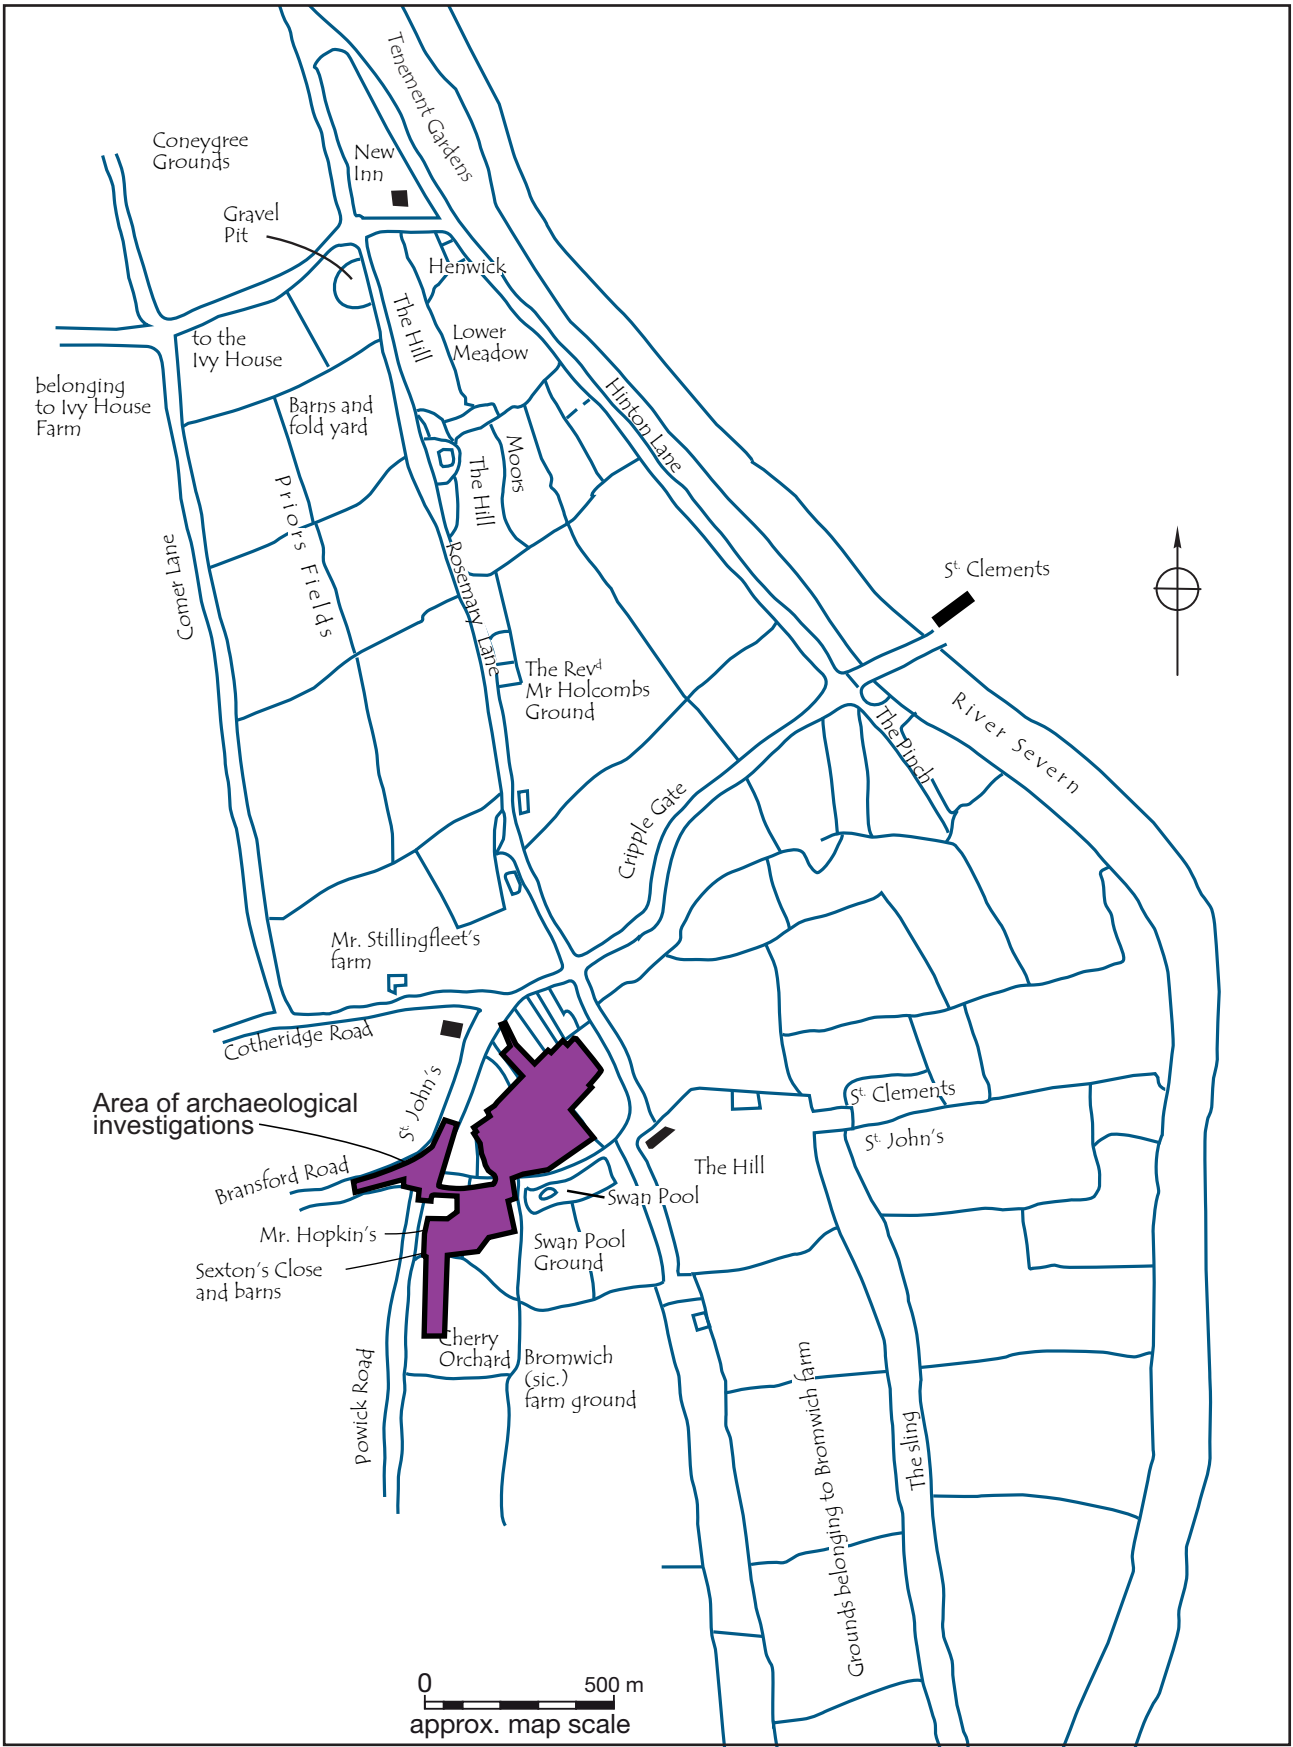 Tenement Gardens
Coneygree
Grounds
New
Inn
Gravel
Pit
Henwick
The Hill
Lower
Meadow
to the
Ivy House
belonging
to Ivy House
Farm
Barns and
fold yard
Hinton Lane
Moors
The Hill
Priors Fields
Comer Lane
Rosemary Lane
St. Clements
The Revd
Mr Holcombs
Ground
River Severn
The Pinch
Cripple Gate
Mr. Stillingfleet's
farm
Cotheridge Road
St. John's
Area of archaeological
investigations
St. Clements
St. John's
The Hill
Bransford Road
Swan Pool
Mr. Hopkin's
Swan Pool
Ground
Sexton's Close
and barns
Cherry
Orchard
Bromwich
(sic.)
farm ground
Powick Road
Grounds belonging to Bromwich farm
The sling
0 500 m
approx. map scale